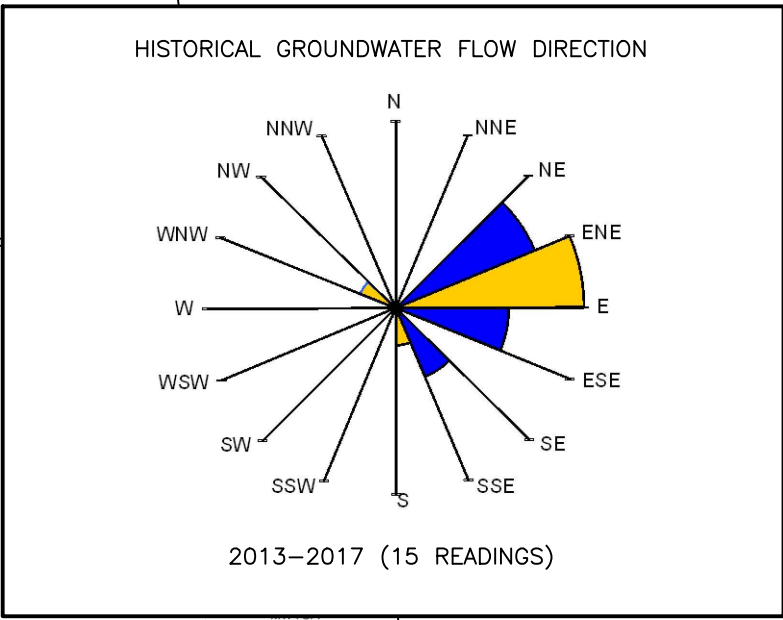 HISTORICAL GROUNDWATER FLOW DIRECTION
N
NNW
NNE
NW
NE
WNW
ENE
W
E
WSW
ESE
SW
SE
SSW
SSE
S
2013–2017 (15 READINGS)